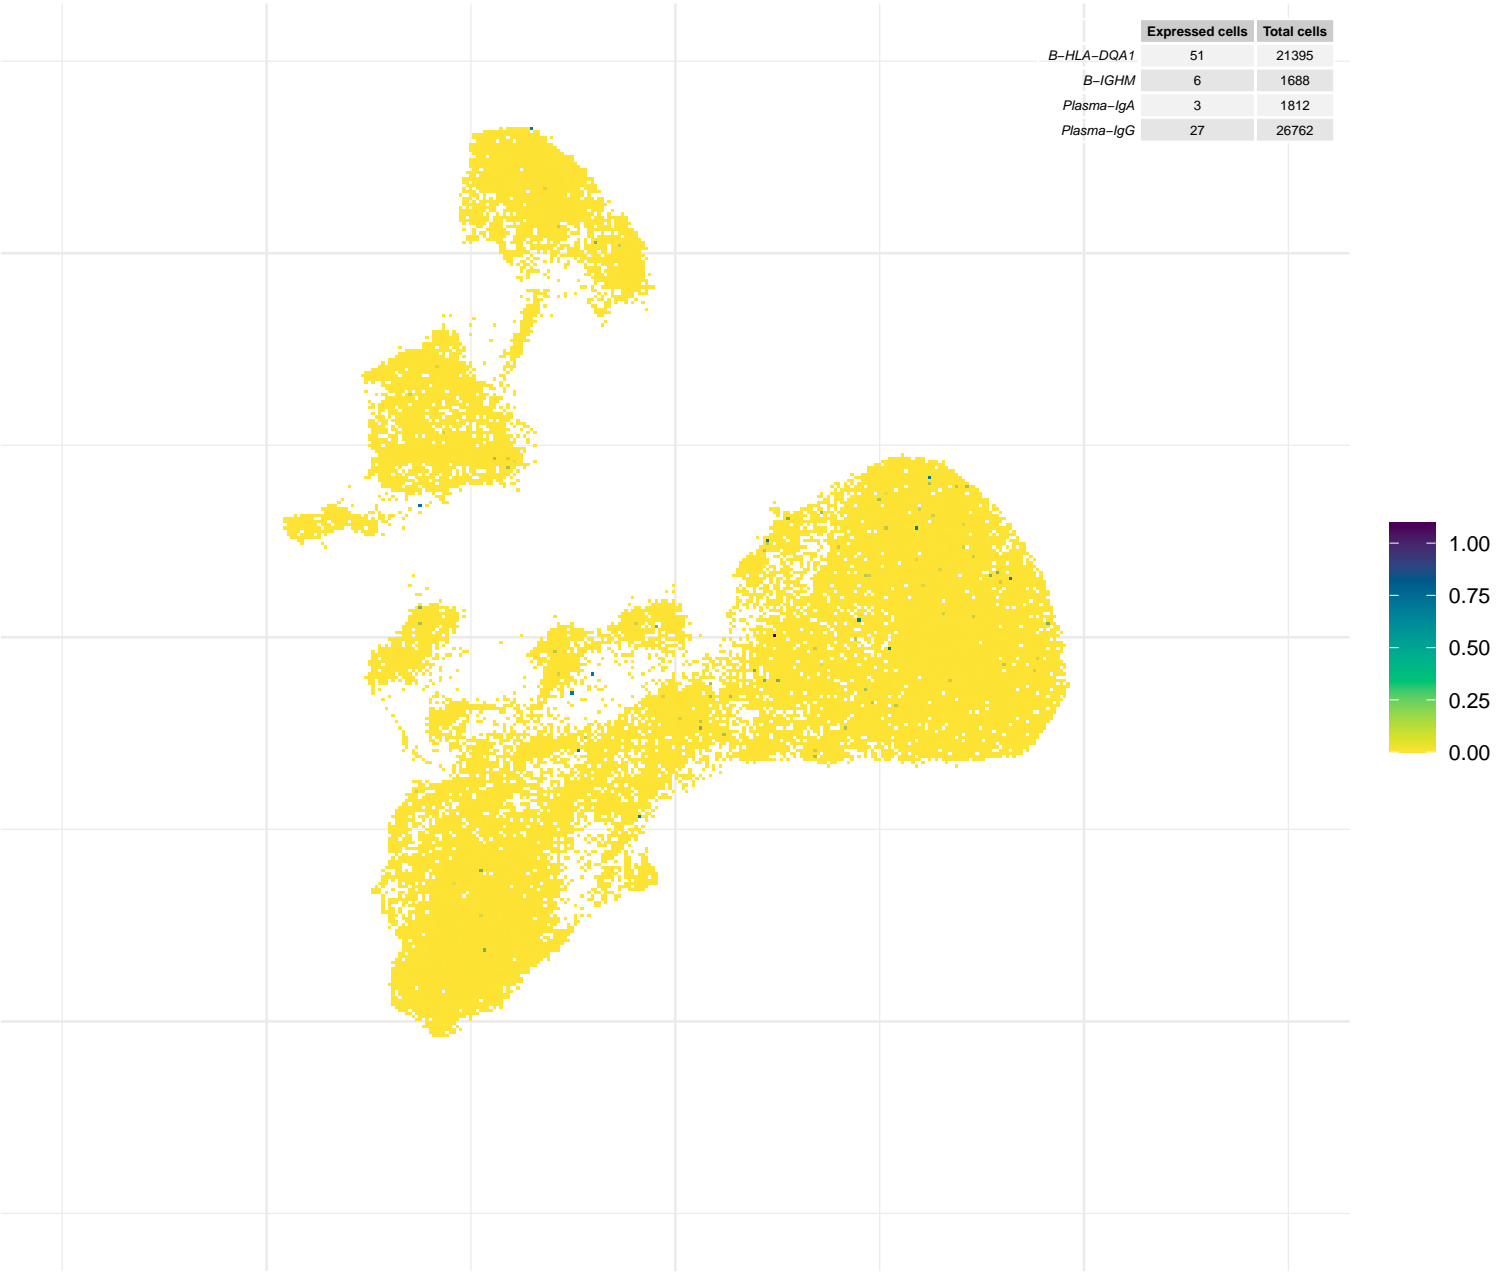 Expressed cells Total cells
B−HLA−DQA1 51 21395
B−IGHM 6 1688
Plasma−IgA 3 1812
Plasma−IgG 27 26762
1.00
0.75
0.50
0.25
0.00